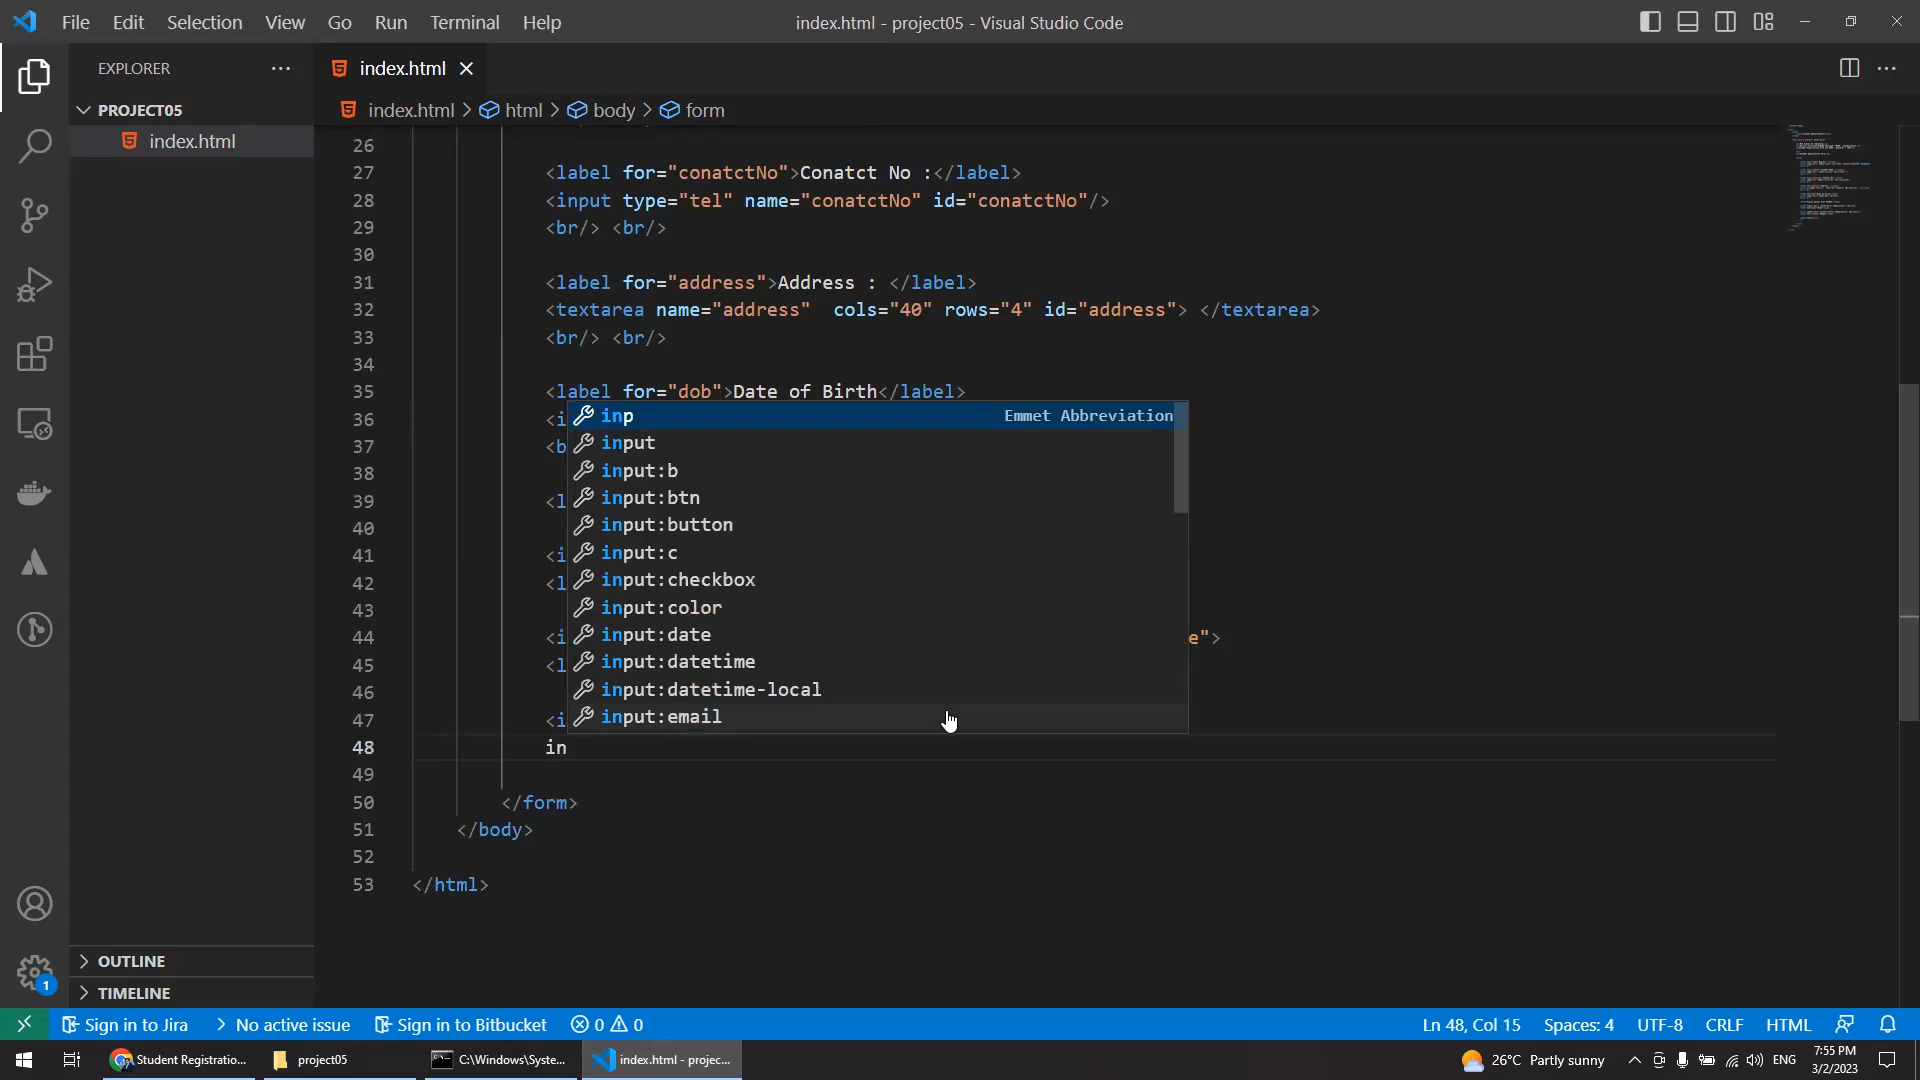 File Edit Selection View Go Run Terminal Help
index.html - project05 - Visual Studio Code
EXPLORER
PROJECT05
index.html
index.html
index.html > html > body > form
26
27 <label for="conatctNo">Conatct No :</label>
28 <input type="tel" name="conatctNo" id="conatctNo"/>
29 <br/> <br/>
30
31 <label for="address">Address : </label>
32 <textarea name="address"  cols="40" rows="4" id="address"> </textarea>
33 <br/> <br/>
34
35 <label for="dob">Date of Birth</label>
36 <i
37 <b
38
39 <l
40
41 <i
42 <l
43
44 <i e">
45 <l
46
47 <i
48 in
49
50 </form>
51 </body>
52
53 </html>
inp Emmet Abbreviation
input
input:b
input:btn
input:button
input:c
input:checkbox
input:color
input:date
input:datetime
input:datetime-local
input:email
OUTLINE
TIMELINE
1
Sign in to Jira No active issue Sign in to Bitbucket 0 0
Ln 48, Col 15 Spaces: 4 UTF-8 CRLF HTML
Student Registratio... project05 C:\Windows\Syste... index.html - projec...
26°C Partly sunny ENG
7:55 PM
3/2/2023